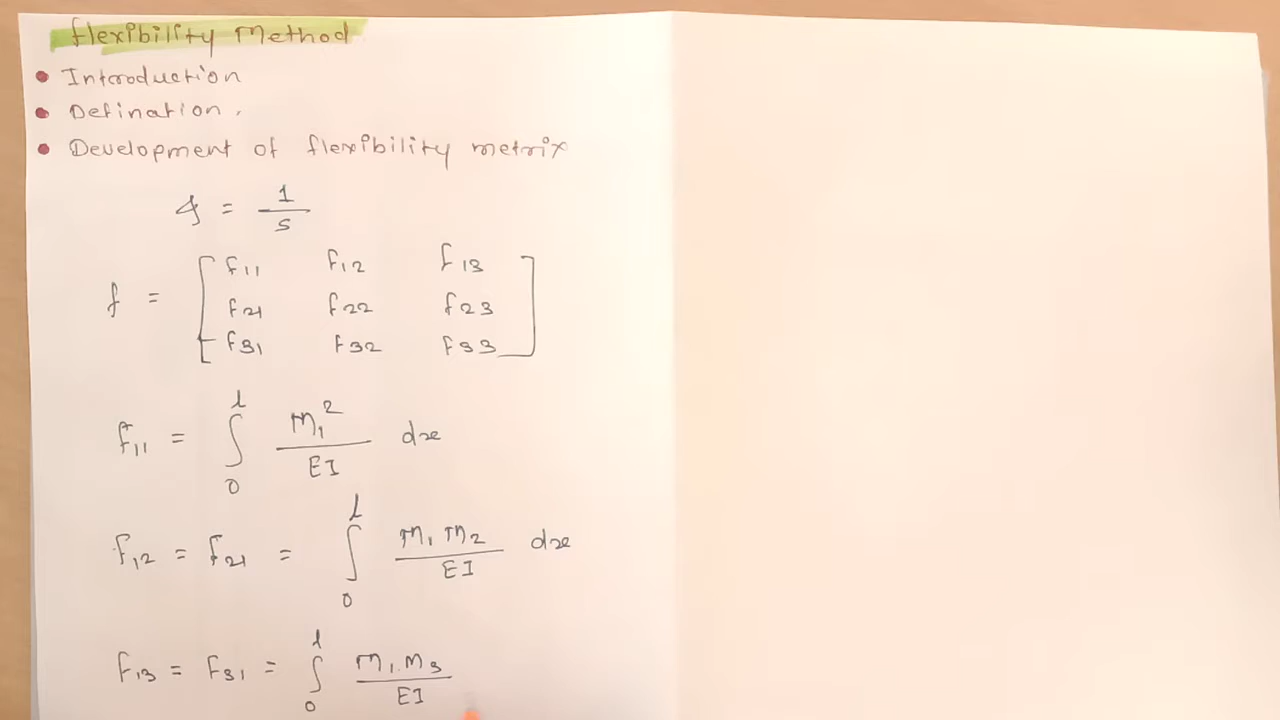 Flexibility Method
• Introduction
• Defination.
• Development of flexibility metrix
f = 1/s
f = [ f11 f12 f13
f21 f22 f23
f31 f32 f33 ]
f11 = ∫₀ˡ m₁²/EI dx
f12 = f21 = ∫₀ˡ m₁ m₂/EI dx
f13 = f31 = ∫₀ˡ m₁.m₃/EI